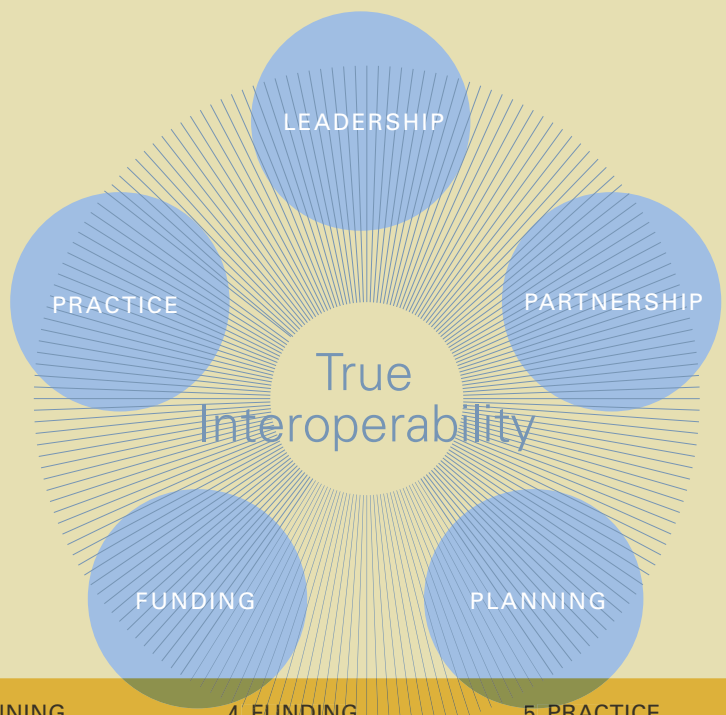 LEADERSHIP
PRACTICE
PARTNERSHIP
True
Interoperability
FUNDING
PLANNING
4. FUNDING
5. PRACTICE